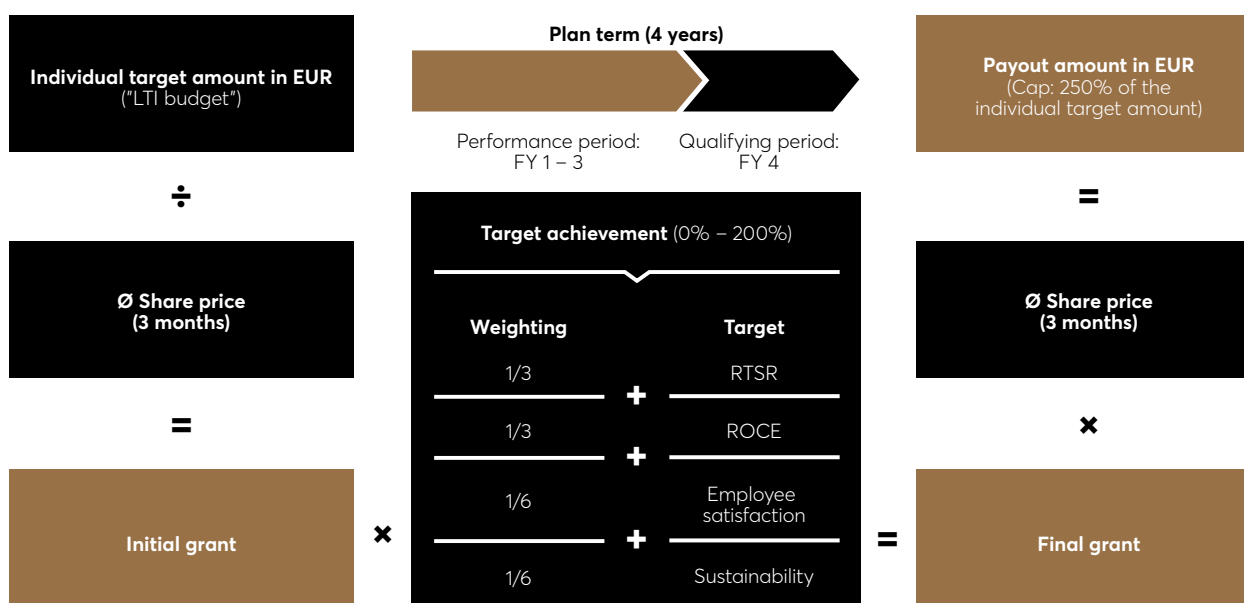 Individual target amount in EUR
("LTI budget")
÷
Ø Share price
(3 months)
=
Initial grant
×
Plan term (4 years)
Performance period:
FY 1 – 3
Qualifying period:
FY 4
Target achievement (0% – 200%)
Weighting
Target
1/3
+
RTSR
1/3
+
ROCE
1/6
+
Employee
satisfaction
1/6
Sustainability
=
Payout amount in EUR
(Cap: 250% of the
individual target amount)
=
Ø Share price
(3 months)
×
Final grant